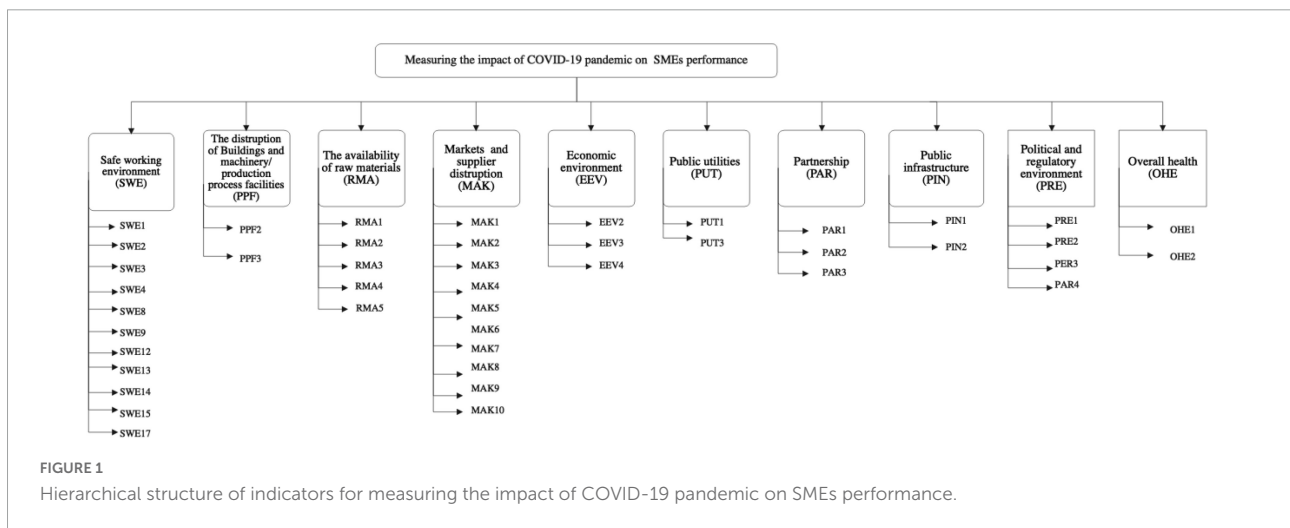 Measuring the impact of COVID-19 pandemic on SMEs performance
Safe working
environment
(SWE)
The distruption
of Buildings and
machinery/
production
process facilities
(PPF)
The availability
of raw materials
(RMA)
Markets and
supplier
distruption
(MAK)
Economic
environment
(EEV)
Public utilities
(PUT)
Partnership
(PAR)
Public
infrastructure
(PIN)
Political and
regulatory
environment
(PRE)
Overall health
(OHE
SWE1
SWE2
SWE3
SWE4
SWE8
SWE9
SWE12
SWE13
SWE14
SWE15
SWE17
PPF2
PPF3
RMA1
RMA2
RMA3
RMA4
RMA5
MAK1
MAK2
MAK3
MAK4
MAK5
MAK6
MAK7
MAK8
MAK9
MAK10
EEV2
EEV3
EEV4
PUT1
PUT3
PAR1
PAR2
PAR3
PIN1
PIN2
PRE1
PRE2
PER3
PAR4
OHE1
OHE2
FIGURE 1
Hierarchical structure of indicators for measuring the impact of COVID-19 pandemic on SMEs performance.